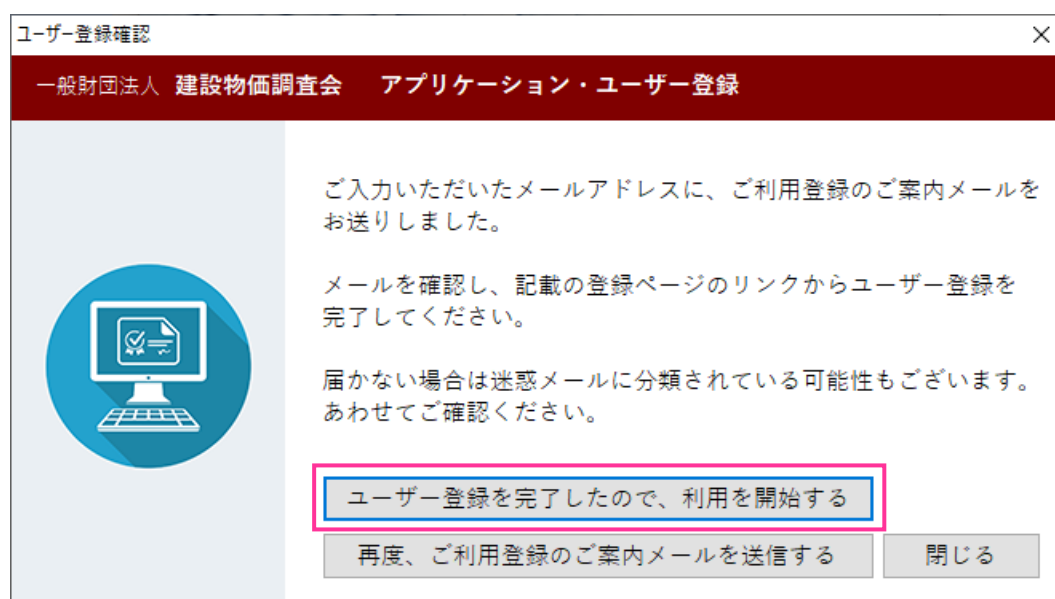 ユーザー登録確認
一般財団法人 建設物価調査会 アプリケーション・ユーザー登録
ご入力いただいたメールアドレスに、ご利用登録のご案内メールを
お送りしました。
メールを確認し、記載の登録ページのリンクからユーザー登録を
完了してください。
届かない場合は迷惑メールに分類されている可能性もございます。
あわせてご確認ください。
ユーザー登録を完了したので、利用を開始する
再度、ご利用登録のご案内メールを送信する
閉じる